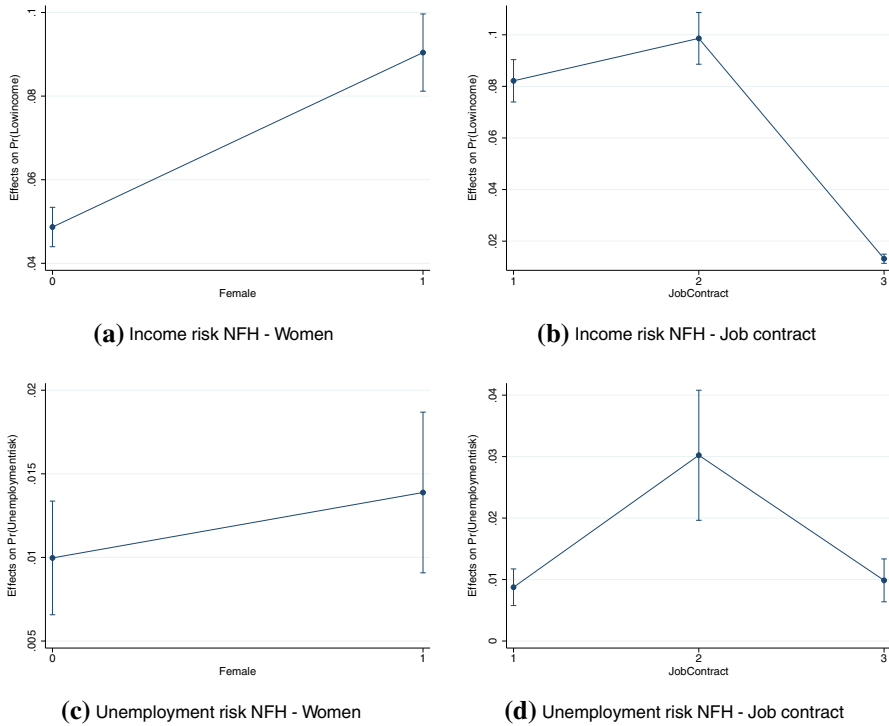 Effects on Pr(Lowincome)
.1
.08
.06
.04
0
1
Female
(a) Income risk NFH - Women
Effects on Pr(Lowincome)
.1
.08
.06
.04
.02
1
2
3
JobContract
(b) Income risk NFH - Job contract
Effects on Pr(Unemploymentrisk)
.02
.015
.01
.005
0
1
Female
(c) Unemployment risk NFH - Women
Effects on Pr(Unemploymentrisk)
.04
.03
.02
.01
0
1
2
3
JobContract
(d) Unemployment risk NFH - Job contract